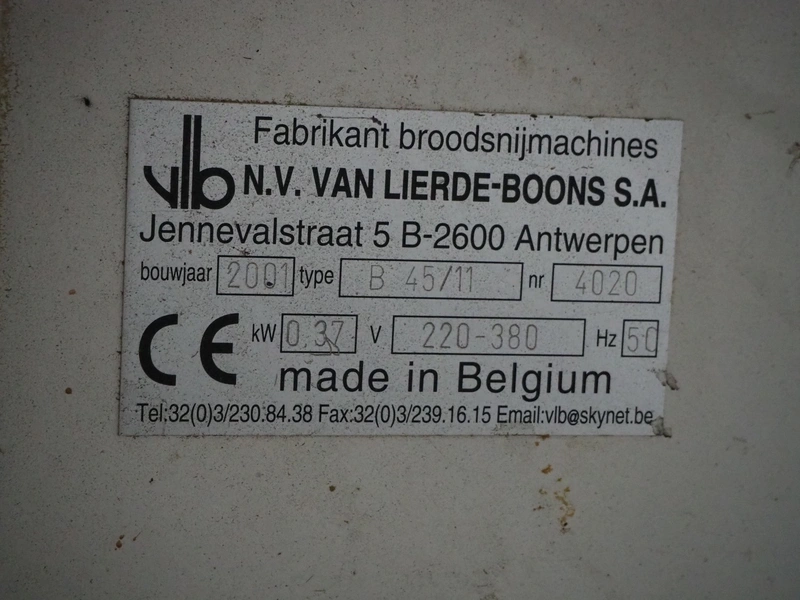 Fabrikant broodsnijmachines
vlb N.V. VAN LIERDE-BOONS S.A.
Jennevalstraat 5 B-2600 Antwerpen
bouwjaar 2001 type B 45/11 nr 4020
CE kW 0,37 V 220-380 Hz 50
made in Belgium
Tel:32(0)3/230.84.38 Fax:32(0)3/239.16.15 Email:vlb@skynet.be